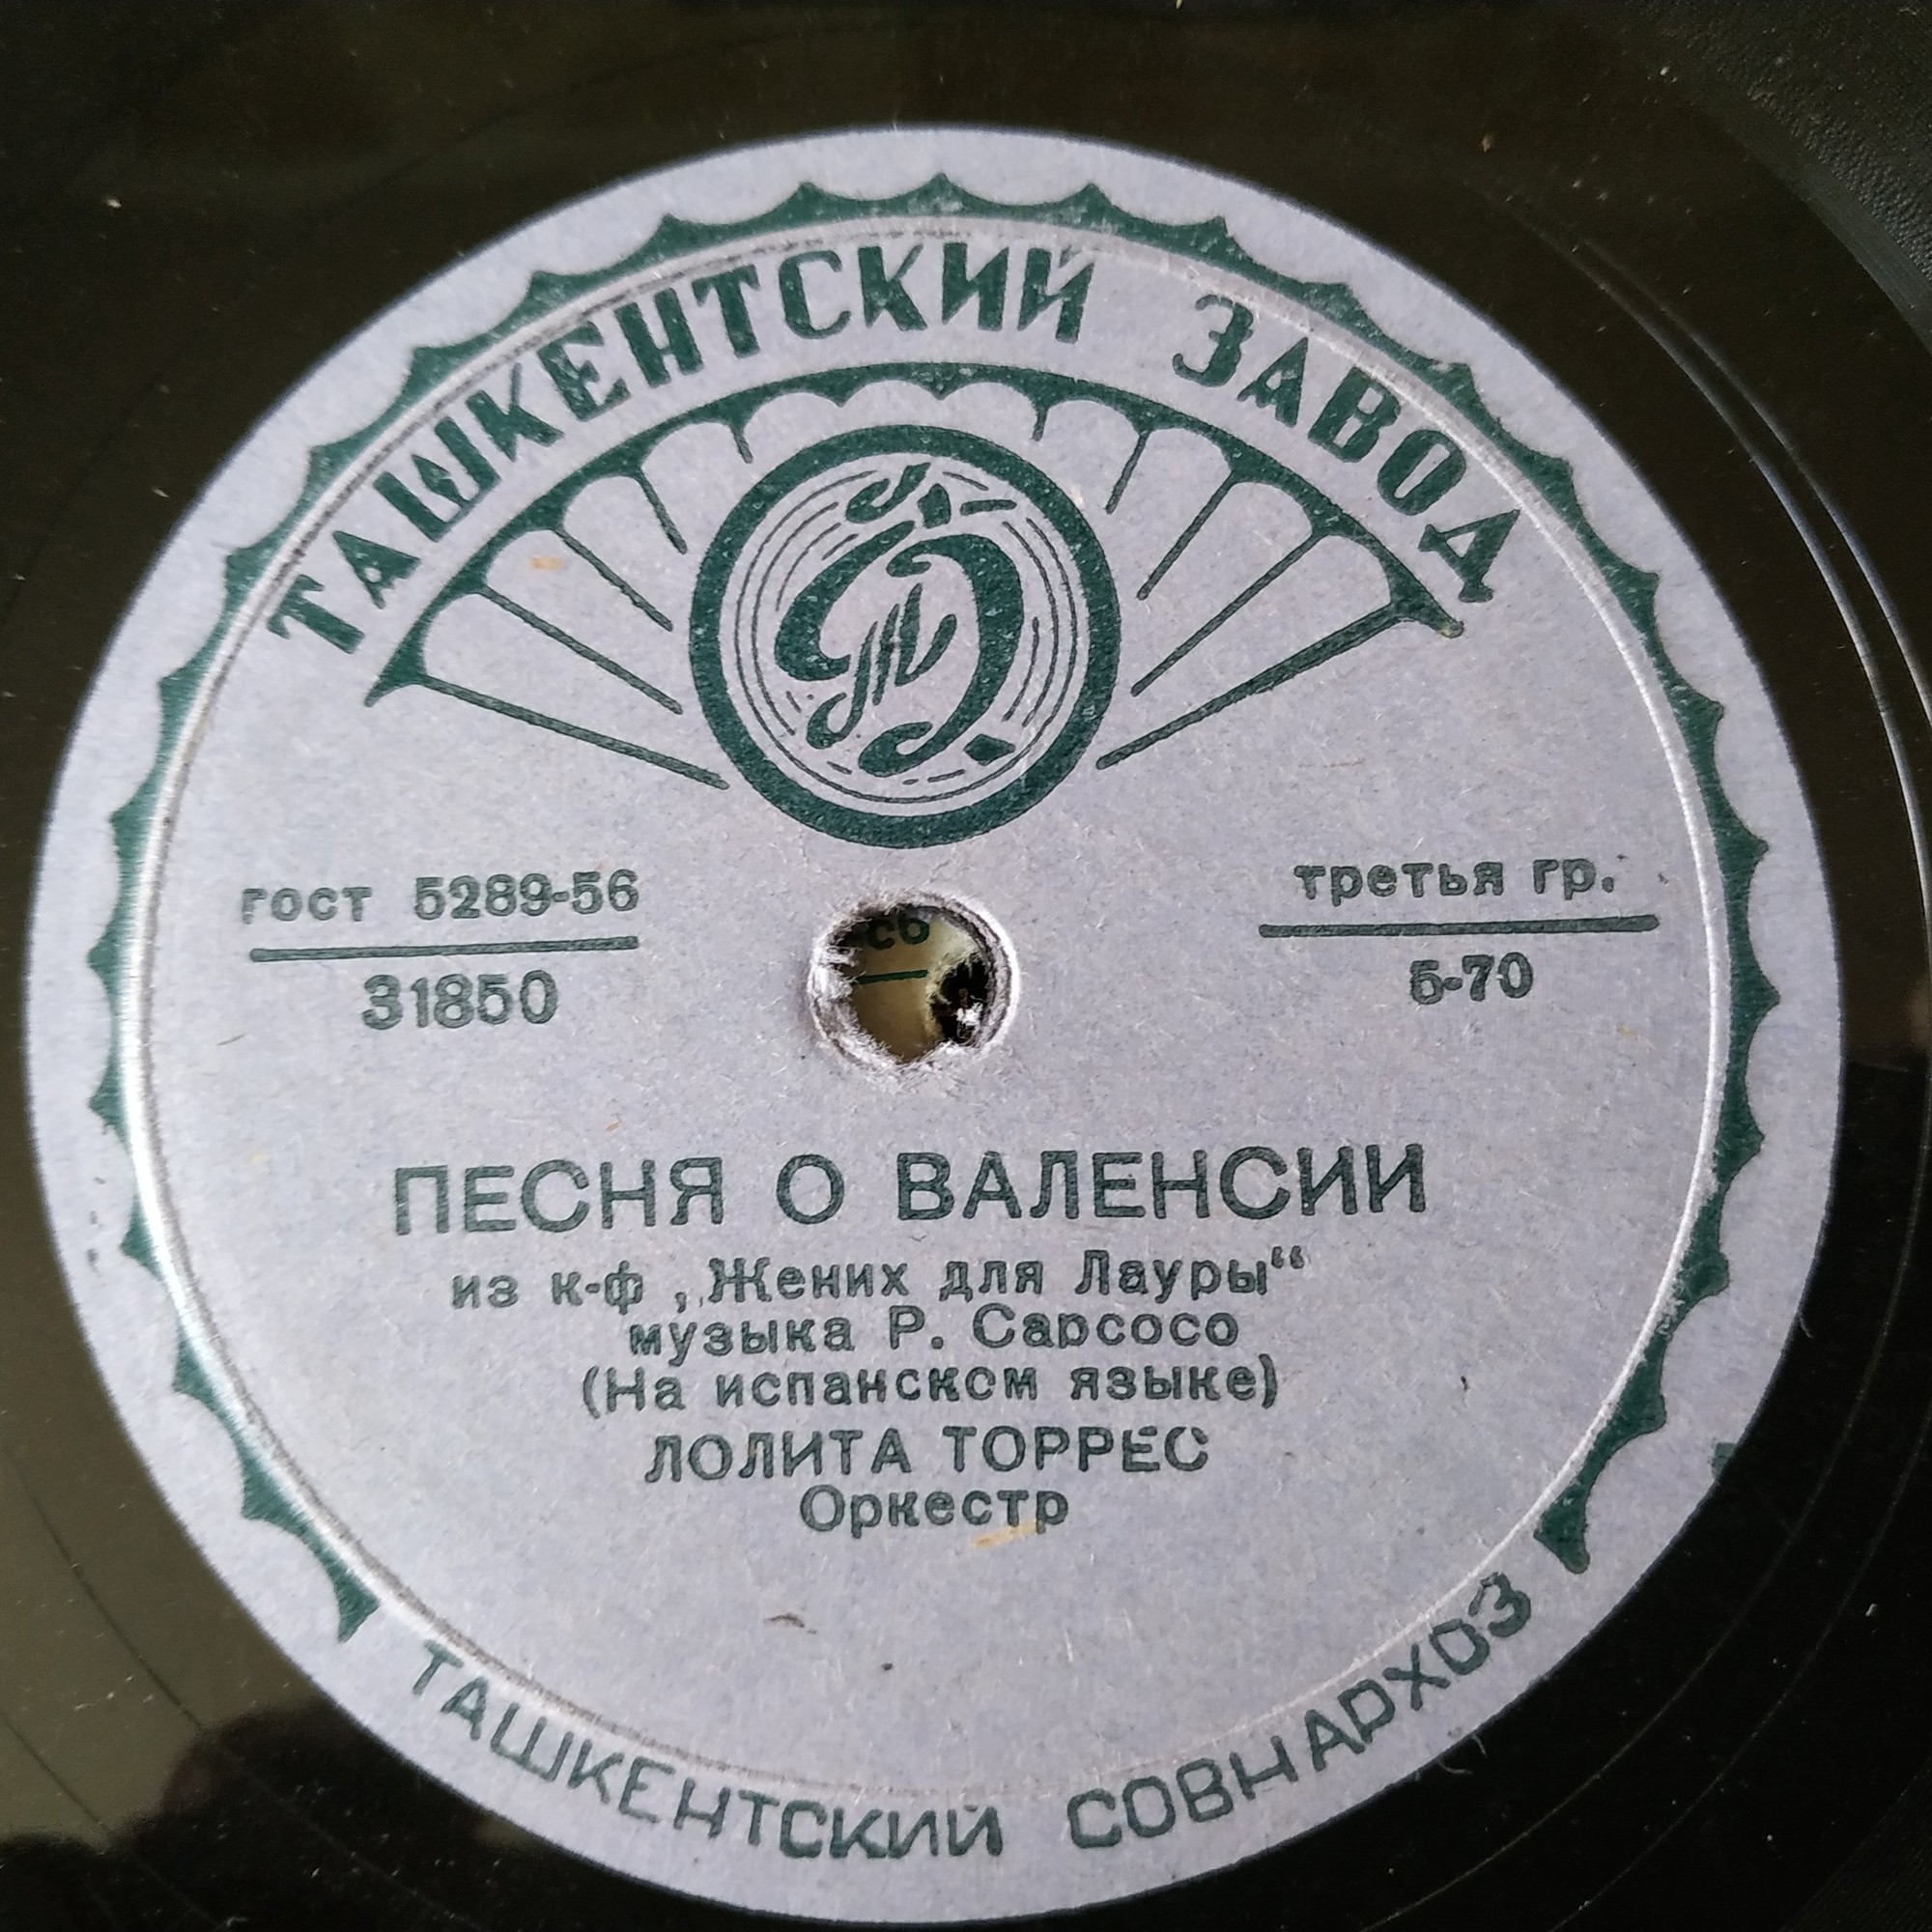 ТАШКЕНТСКИЙ ЗАВОД
гост 5289-56
31850
третья гр.
5-70
ПЕСНЯ О ВАЛЕНСИИ
из к-ф „Жених для Лауры“
музыка Р. Сарсосо
(На испанском языке)
ЛОЛИТА ТОРРЕС
Оркестр
ТАШКЕНТСКИЙ СОВНАРХОЗ